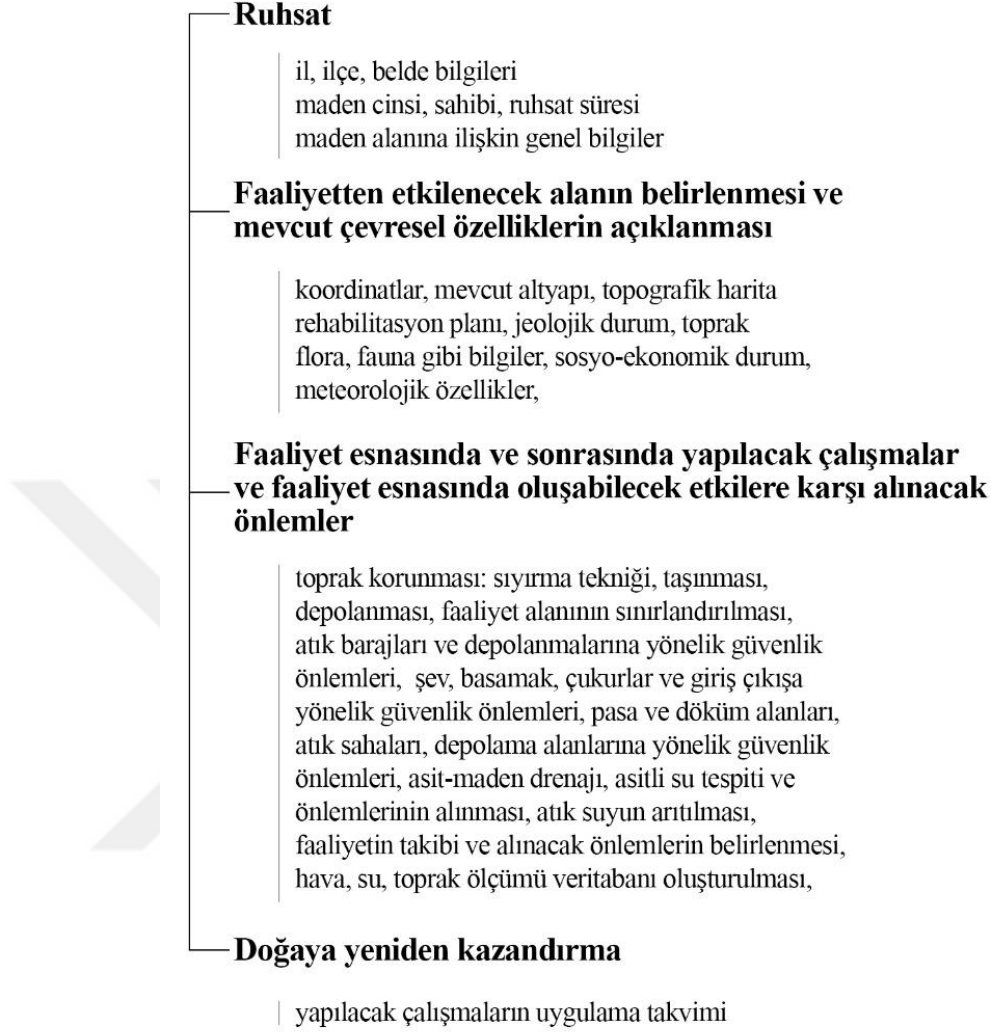 Ruhsat
il, ilçe, belde bilgileri
maden cinsi, sahibi, ruhsat süresi
maden alanına ilişkin genel bilgiler
Faaliyetten etkilenecek alanın belirlenmesi ve
mevcut çevresel özelliklerin açıklanması
koordinatlar, mevcut altyapı, topografik harita
rehabilitasyon planı, jeolojik durum, toprak
flora, fauna gibi bilgiler, sosyo-ekonomik durum,
meteorolojik özellikler,
Faaliyet esnasında ve sonrasında yapılacak çalışmalar
ve faaliyet esnasında oluşabilecek etkilere karşı alınacak
önlemler
toprak korunması: sıyırma tekniği, taşınması,
depolanması, faaliyet alanının sınırlandırılması,
atık barajları ve depolanmalarına yönelik güvenlik
önlemleri,  şev, basamak, çukurlar ve giriş çıkışa
yönelik güvenlik önlemleri, pasa ve döküm alanları,
atık sahaları, depolama alanlarına yönelik güvenlik
önlemleri, asit-maden drenajı, asitli su tespiti ve
önlemlerinin alınması, atık suyun arıtılması,
faaliyetin takibi ve alınacak önlemlerin belirlenmesi,
hava, su, toprak ölçümü veritabanı oluşturulması,
Doğaya yeniden kazandırma
yapılacak çalışmaların uygulama takvimi